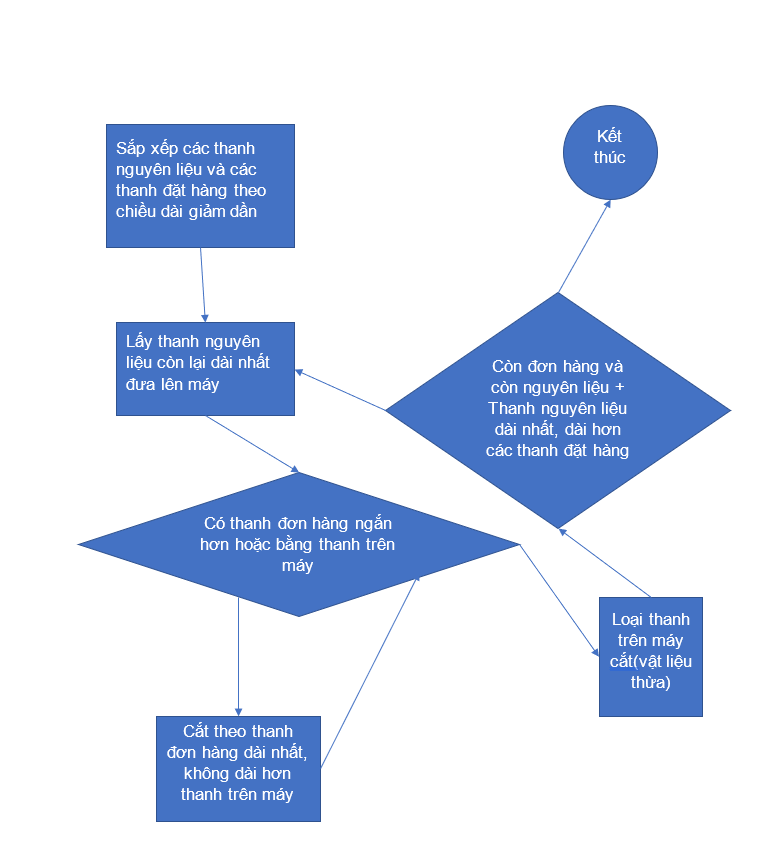 Sắp xếp các thanh
nguyên liệu và các
thanh đặt hàng theo
chiều dài giảm dần
Lấy thanh nguyên
liệu còn lại dài nhất
đưa lên máy
Có thanh đơn hàng ngắn
hơn hoặc bằng thanh trên
máy
Cắt theo thanh
đơn hàng dài nhất,
không dài hơn
thanh trên máy
Loại thanh
trên máy
cắt(vật liệu
thừa)
Còn đơn hàng và
còn nguyên liệu +
Thanh nguyên liệu
dài nhất, dài hơn
các thanh đặt hàng
Kết
thúc